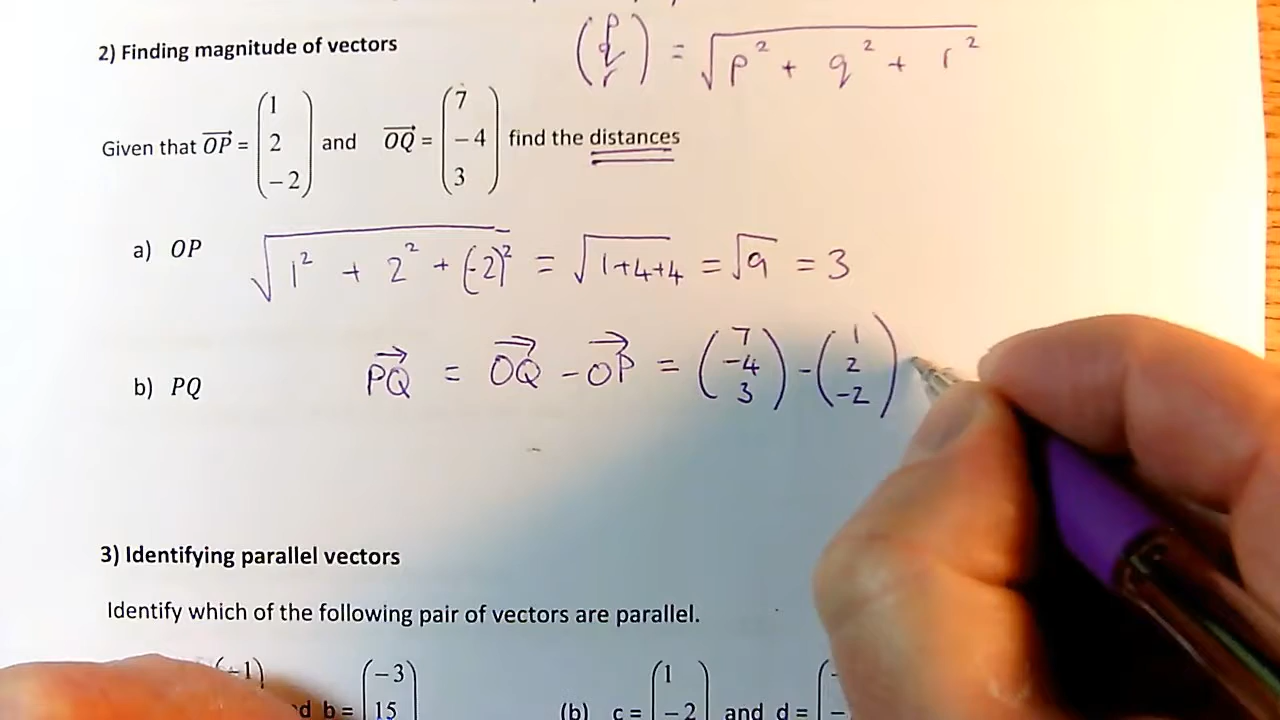 2) Finding magnitude of vectors
(p q r) = √p² + q² + r²
Given that OP = (1 2 -2) and OQ = (7 -4 3) find the distances
a) OP √1² + 2² + (-2)² = √1+4+4 = √9 = 3
b) PQ PQ = OQ - OP = (7 -4 3) - (1 2 -2)
3) Identifying parallel vectors
Identify which of the following pair of vectors are parallel.
b = (-3 15 (b) c = (1 -2 and d =